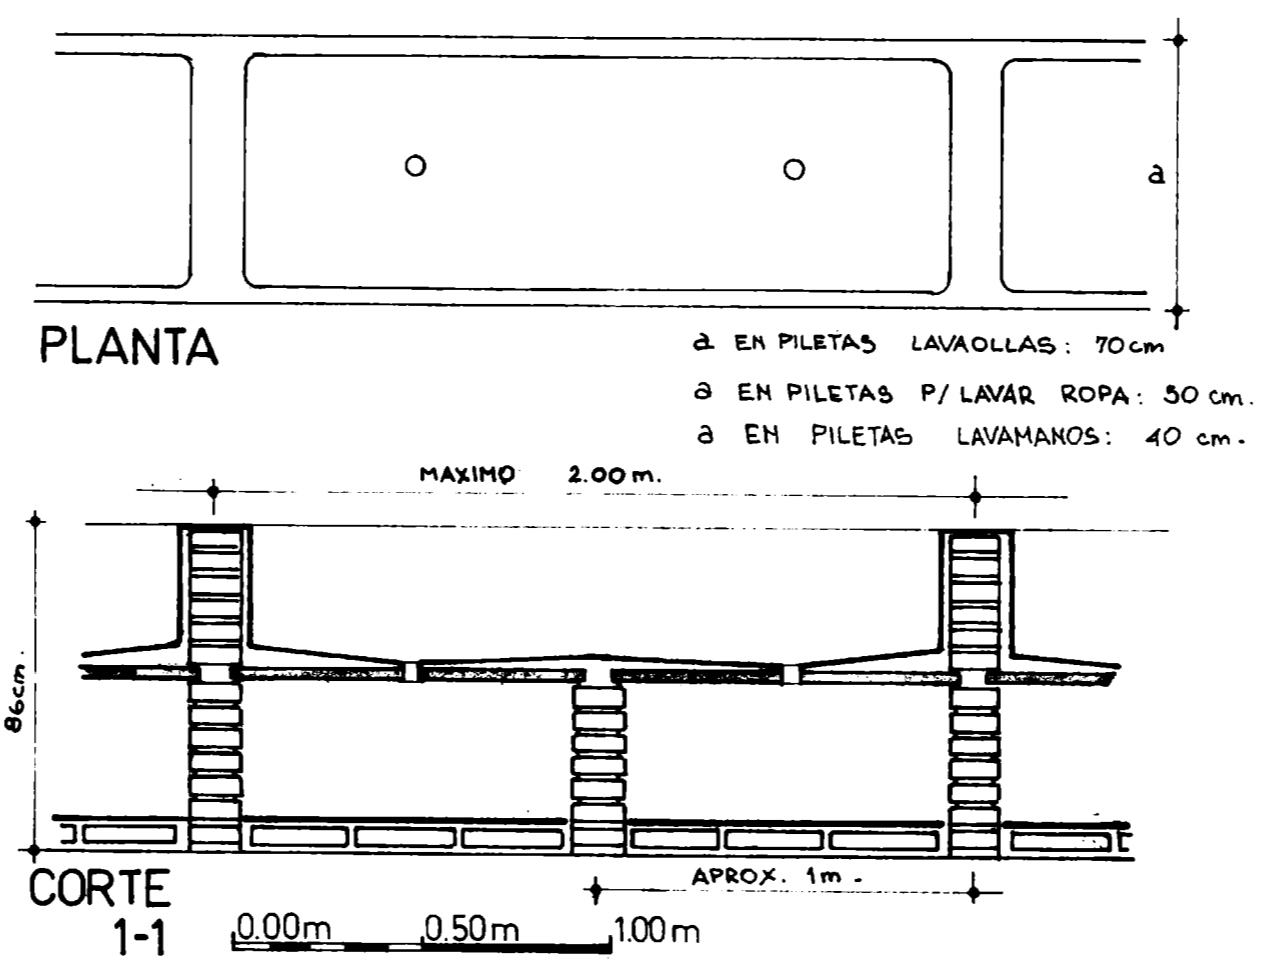 a
PLANTA
a EN PILETAS LAVAOLLAS: 70cm
a EN PILETAS P/ LAVAR ROPA: 50 cm.
a EN PILETAS LAVAMANOS: 40 cm.
MAXIMO 2.00 m.
86cm.
CORTE
1-1
APROX. 1m.
0.00m 0.50m 1.00m